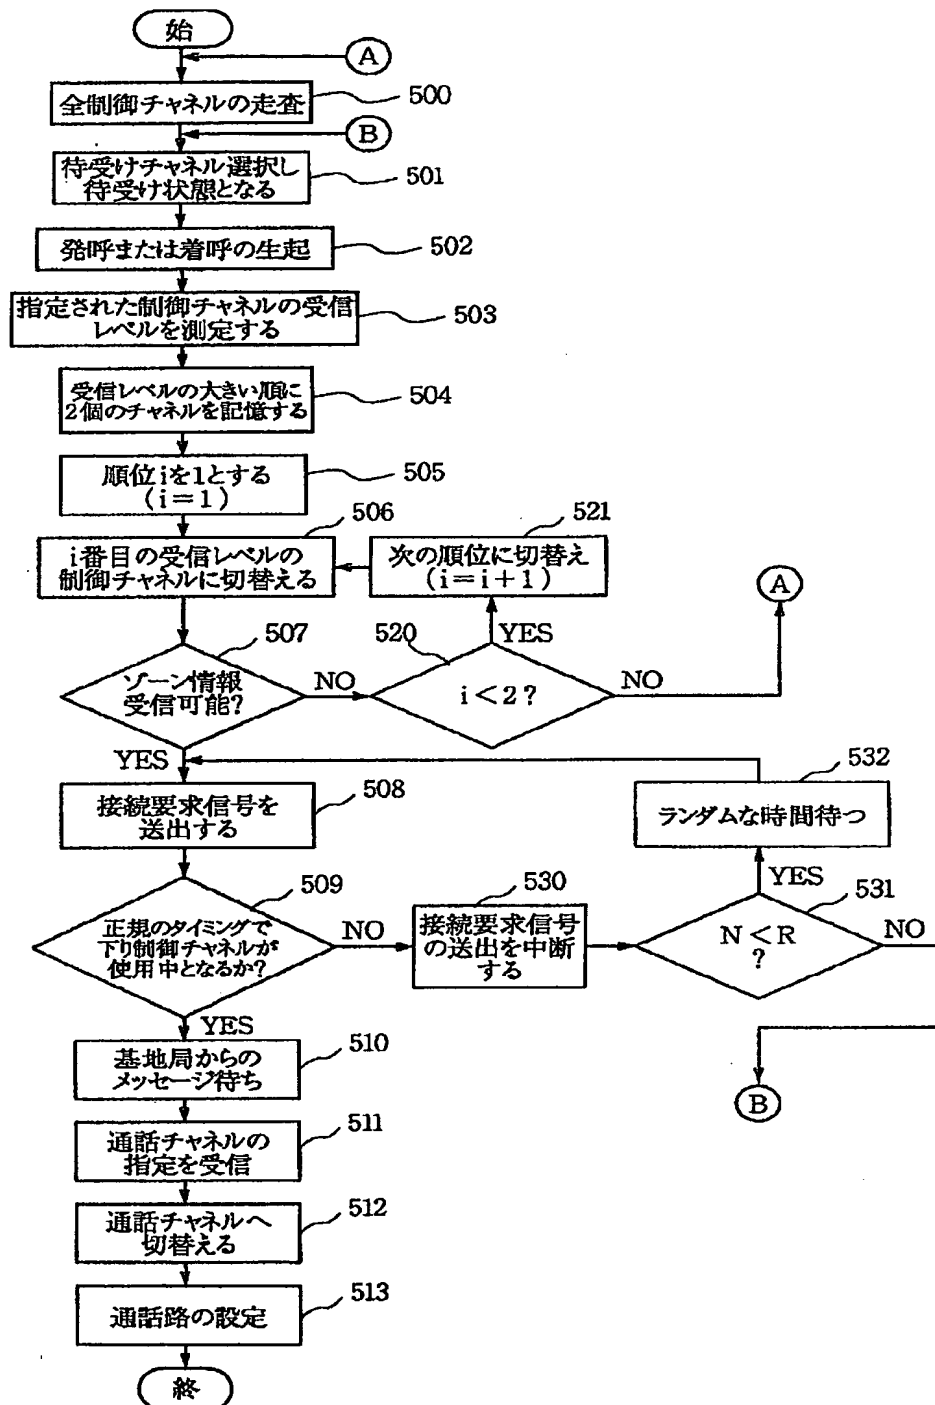 始
A
全制御チャネルの走査
500
B
待受けチャネル選択し
待受け状態となる
501
発呼または着呼の生起
502
指定された制御チャネルの受信
レベルを測定する
503
受信レベルの大きい順に
2個のチャネルを記憶する
504
順位iを1とする
(i=1)
505
506
i番目の受信レベルの
制御チャネルに切替える
521
次の順位に切替え
(i=i+1)
A
507
ゾーン情報
受信可能?
NO
520
YES
i<2?
NO
YES
532
接続要求信号を
送出する
508
ランダムな時間待つ
509
正規のタイミングで
下り制御チャネルが
使用中となるか?
NO
530
接続要求信号
の送出を中断
する
YES
531
N<R
?
NO
YES
510
基地局からの
メッセージ待ち
B
511
通話チャネルの
指定を受信
512
通話チャネルへ
切替える
513
通話路の設定
終